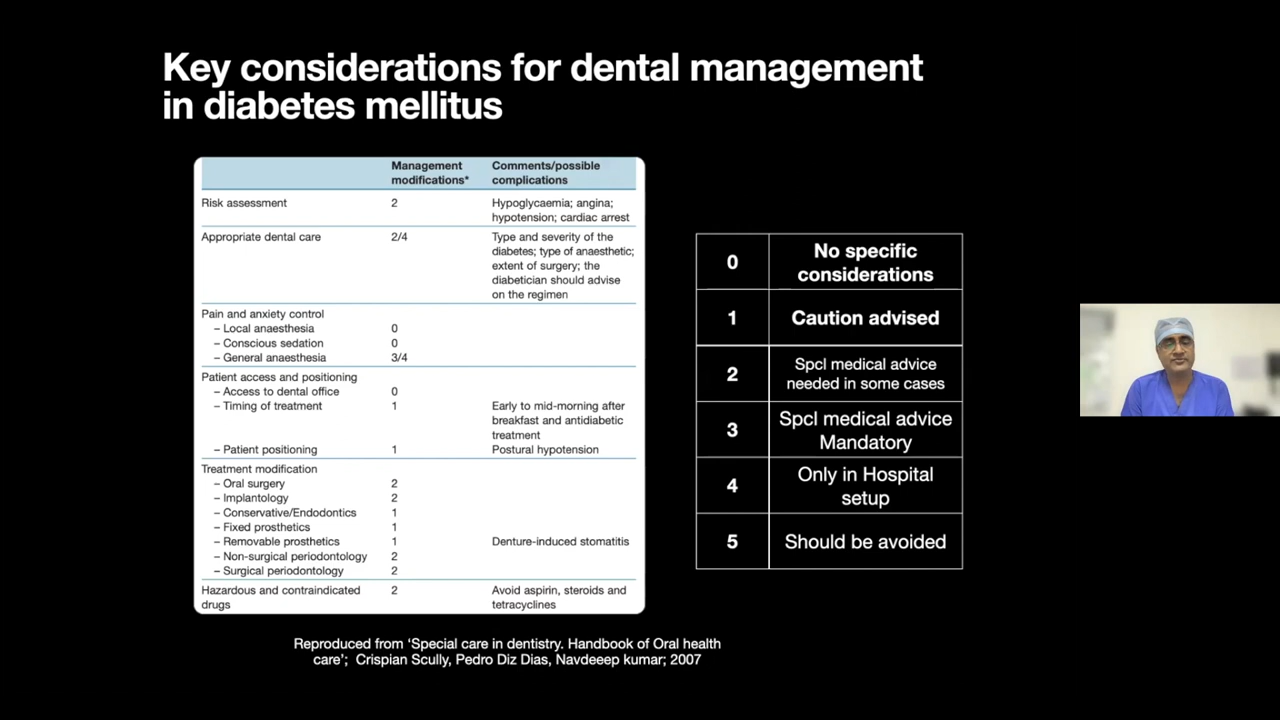 Key considerations for dental management
in diabetes mellitus
Management
modifications*
Comments/possible
complications
Risk assessment 2 Hypoglycaemia; angina;
hypotension; cardiac arrest
Appropriate dental care 2/4 Type and severity of the
diabetes; type of anaesthetic;
extent of surgery; the
diabetician should advise
on the regimen
Pain and anxiety control
– Local anaesthesia 0
– Conscious sedation 0
– General anaesthesia 3/4
Patient access and positioning
– Access to dental office 0
– Timing of treatment 1 Early to mid-morning after
breakfast and antidiabetic
treatment
– Patient positioning 1 Postural hypotension
Treatment modification
– Oral surgery 2
– Implantology 2
– Conservative/Endodontics 1
– Fixed prosthetics 1
– Removable prosthetics 1 Denture-induced stomatitis
– Non-surgical periodontology 2
– Surgical periodontology 2
Hazardous and contraindicated 2 Avoid aspirin, steroids and
drugs tetracyclines
0 No specific
considerations
1 Caution advised
2 Spcl medical advice
needed in some cases
3 Spcl medical advice
Mandatory
4 Only in Hospital
setup
5 Should be avoided
Reproduced from ‘Special care in dentistry. Handbook of Oral health
care’; Crispian Scully, Pedro Diz Dias, Navdeeep kumar; 2007